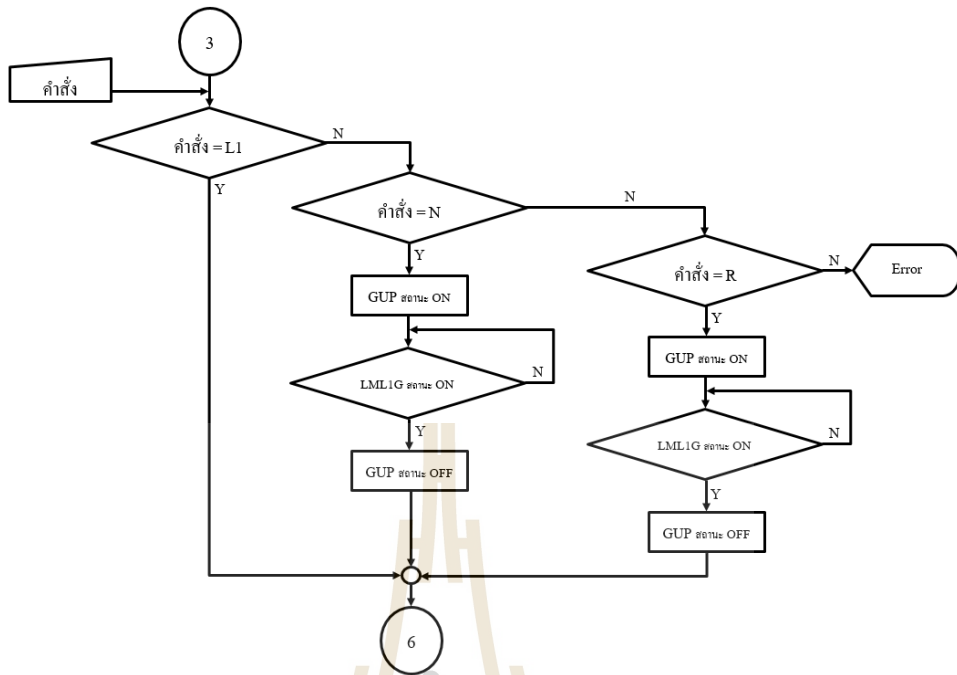 3
คำสั่ง
คำสั่ง = L1
N
Y
คำสั่ง = N
N
Y
คำสั่ง = R
N
Error
Y
GUP สถานะ ON
GUP สถานะ ON
LML1G สถานะ ON
N
Y
LML1G สถานะ ON
N
Y
GUP สถานะ OFF
GUP สถานะ OFF
6